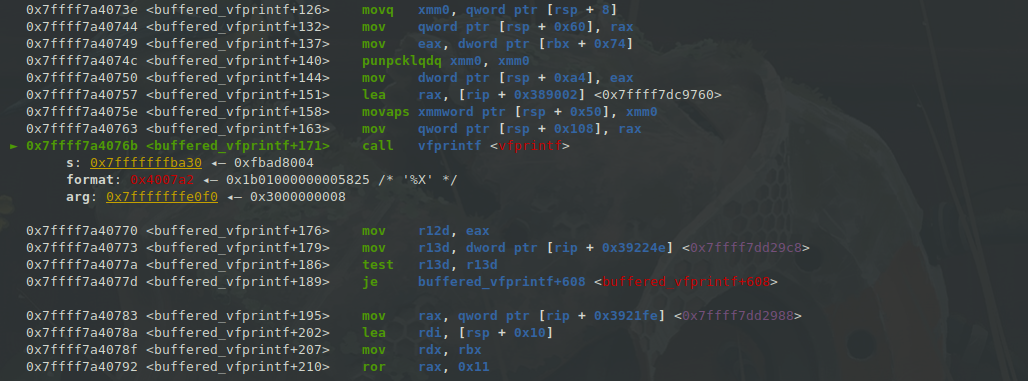 0x7ffff7a4073e <buffered_vfprintf+126> movq xmm0, qword ptr [rsp + 8]
0x7ffff7a40744 <buffered_vfprintf+132> mov qword ptr [rsp + 0x60], rax
0x7ffff7a40749 <buffered_vfprintf+137> mov eax, dword ptr [rbx + 0x74]
0x7ffff7a4074c <buffered_vfprintf+140> punpcklqdq xmm0, xmm0
0x7ffff7a40750 <buffered_vfprintf+144> mov dword ptr [rsp + 0xa4], eax
0x7ffff7a40757 <buffered_vfprintf+151> lea rax, [rip + 0x389002] <0x7ffff7dc9760>
0x7ffff7a4075e <buffered_vfprintf+158> movaps xmmword ptr [rsp + 0x50], xmm0
0x7ffff7a40763 <buffered_vfprintf+163> mov qword ptr [rsp + 0x108], rax
► 0x7ffff7a4076b <buffered_vfprintf+171> call vfprintf <vfprintf>
s: 0x7fffffffba30 ◂— 0xfbad8004
format: 0x4007a2 ◂— 0x1b01000000005825 /* '%X' */
arg: 0x7fffffffe0f0 ◂— 0x3000000008
0x7ffff7a40770 <buffered_vfprintf+176> mov r12d, eax
0x7ffff7a40773 <buffered_vfprintf+179> mov r13d, dword ptr [rip + 0x39224e] <0x7ffff7dd29c8>
0x7ffff7a4077a <buffered_vfprintf+186> test r13d, r13d
0x7ffff7a4077d <buffered_vfprintf+189> je buffered_vfprintf+608 <buffered_vfprintf+608>
0x7ffff7a40783 <buffered_vfprintf+195> mov rax, qword ptr [rip + 0x3921fe] <0x7ffff7dd2988>
0x7ffff7a4078a <buffered_vfprintf+202> lea rdi, [rsp + 0x10]
0x7ffff7a4078f <buffered_vfprintf+207> mov rdx, rbx
0x7ffff7a40792 <buffered_vfprintf+210> ror rax, 0x11